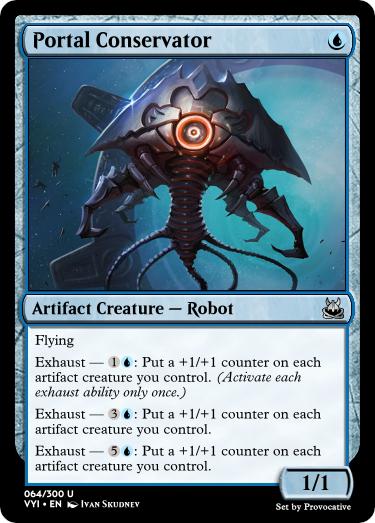 Portal Conservator
Artifact Creature — Robot
Flying
Exhaust — 1: Put a +1/+1 counter on each
artifact creature you control. (Activate each
exhaust ability only once.)
Exhaust — 3: Put a +1/+1 counter on each
artifact creature you control.
Exhaust — 5: Put a +1/+1 counter on each
artifact creature you control.
1/1
064/300 U
VYI • EN Ivan Skudnev
Set by Provocative